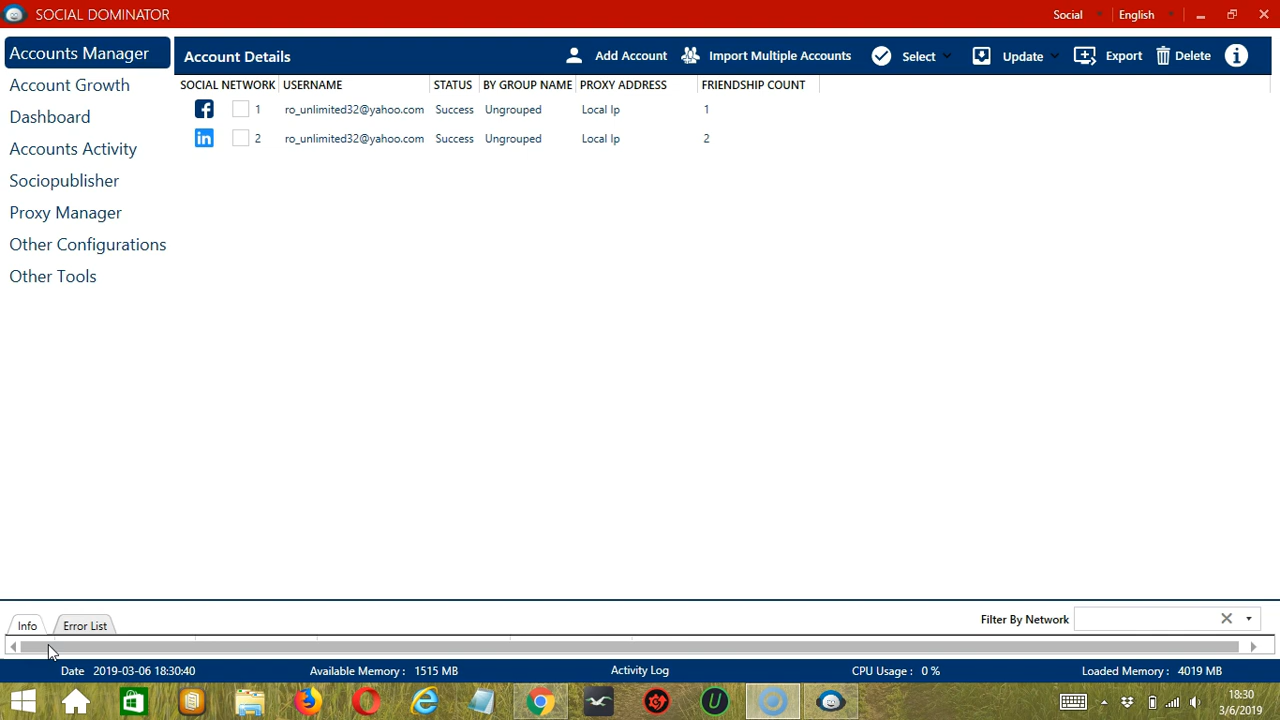 SOCIAL DOMINATOR Social English
Accounts Manager
Account Growth
Dashboard
Accounts Activity
Sociopublisher
Proxy Manager
Other Configurations
Other Tools
Account Details Add Account Import Multiple Accounts Select Update Export Delete
SOCIAL NETWORK USERNAME STATUS BY GROUP NAME PROXY ADDRESS FRIENDSHIP COUNT
1 ro_unlimited32@yahoo.com Success Ungrouped Local Ip 1
2 ro_unlimited32@yahoo.com Success Ungrouped Local Ip 2
Info Error List Filter By Network
Date 2019-03-06 18:30:40 Available Memory : 1515 MB Activity Log CPU Usage : 0 % Loaded Memory : 4019 MB
18:30
3/6/2019